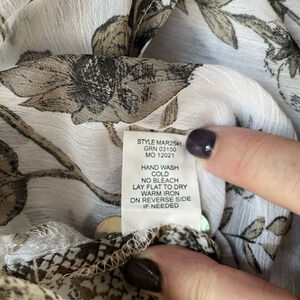 STYLE MAR2541
GRN 03150
MO 12021
HAND WASH
COLD
NO BLEACH
LAY FLAT TO DRY
WARM IRON
ON REVERSE SIDE
IF NEEDED